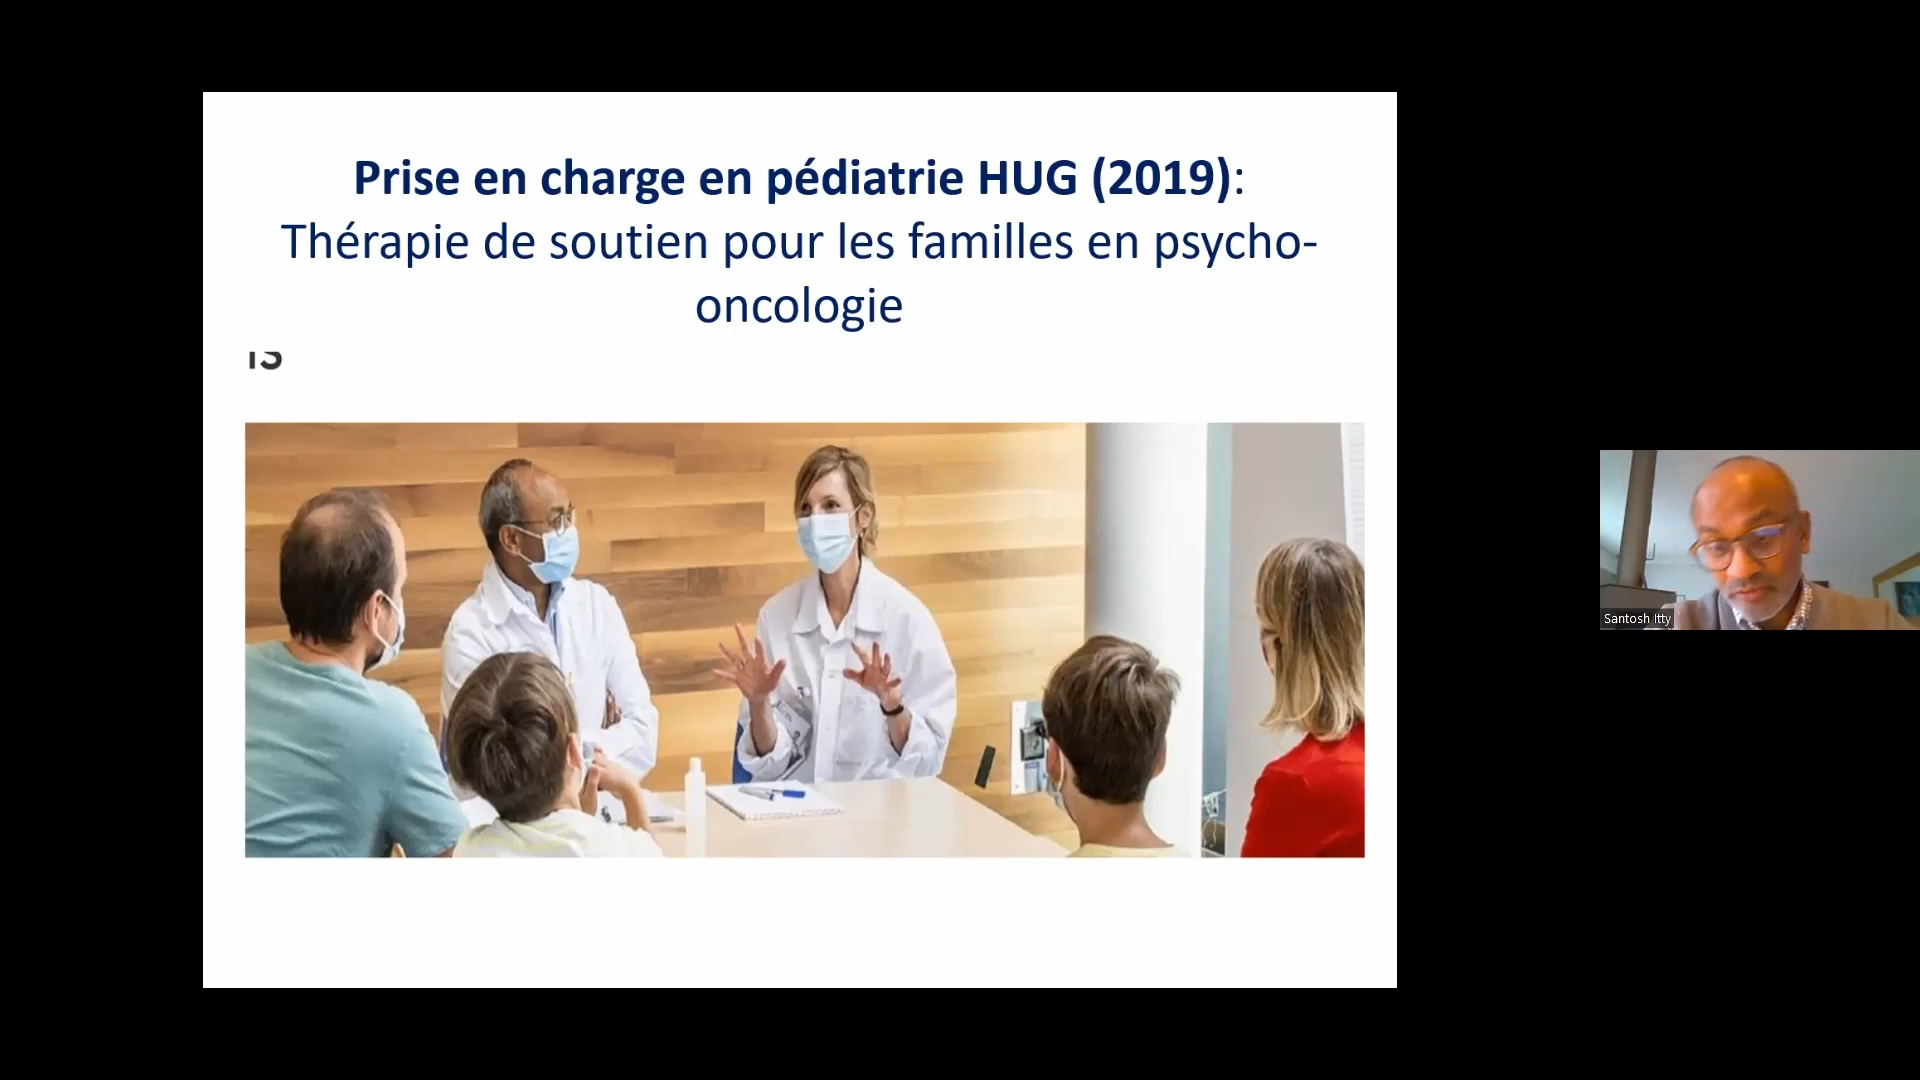 Prise en charge en pédiatrie HUG (2019):
Thérapie de soutien pour les familles en psycho-
oncologie
Santosh Itty